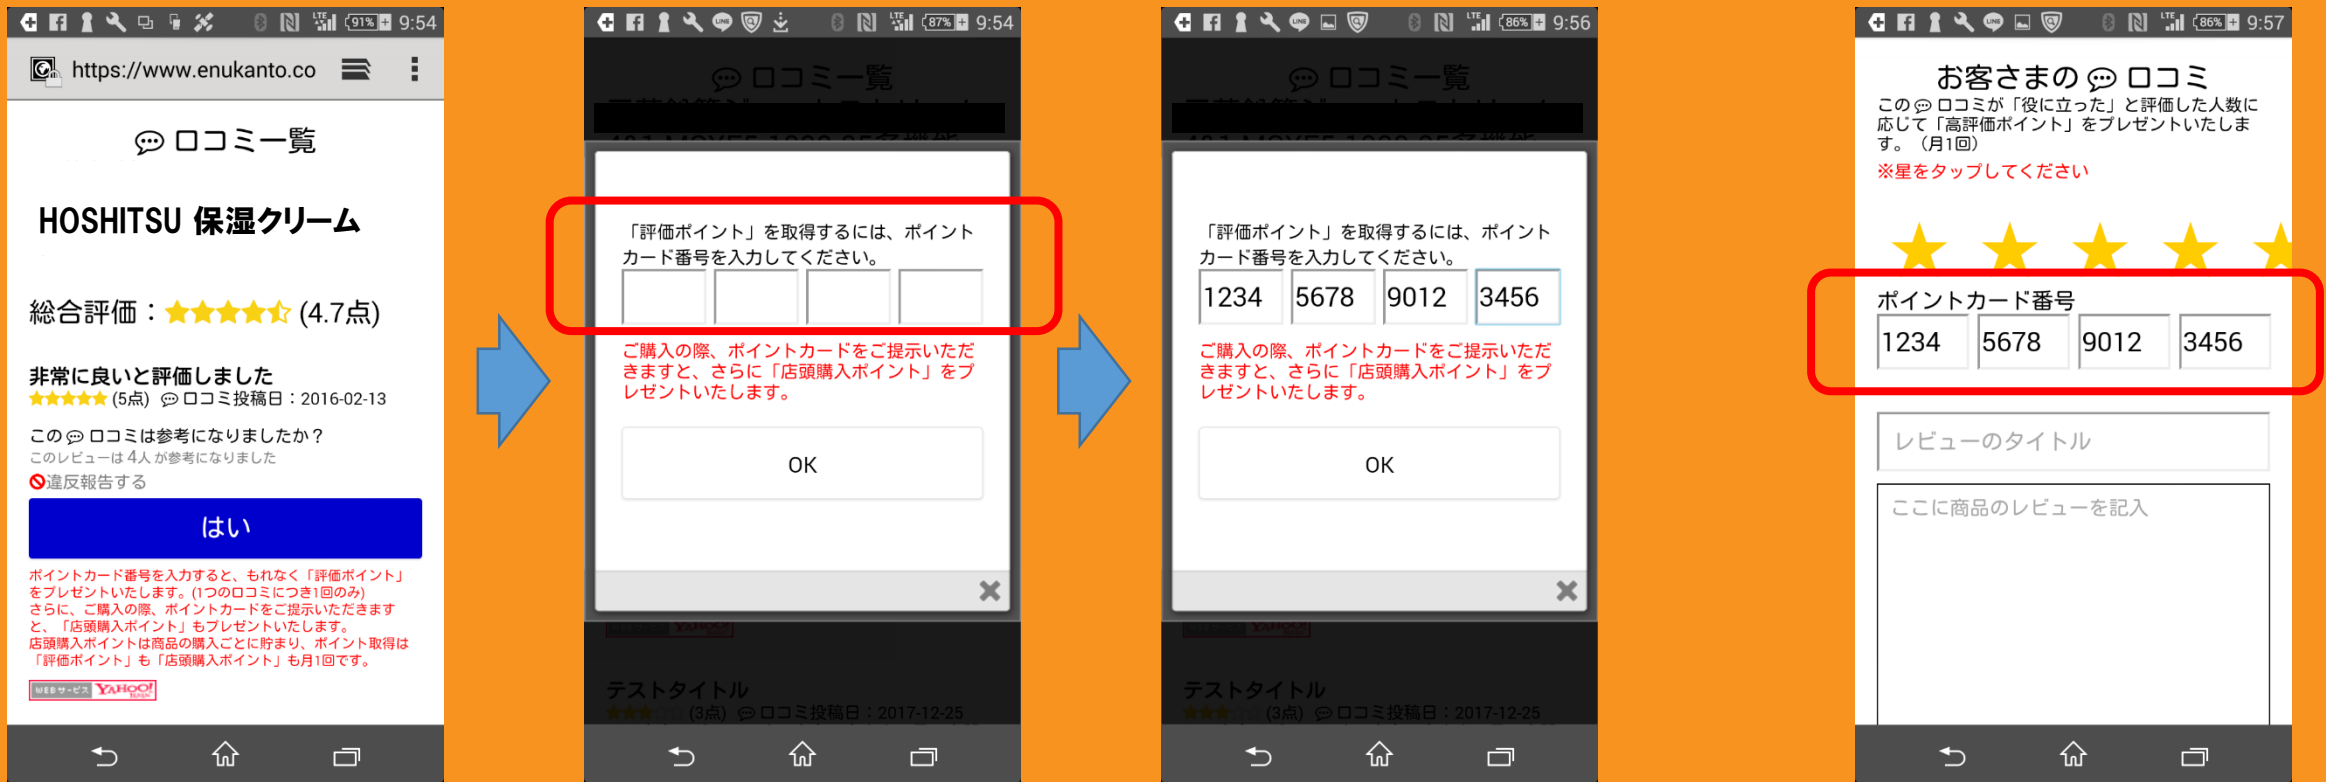 LTE 91% 9:54
https://www.enukanto.co
口コミ一覧
HOSHITSU 保湿クリーム
総合評価：★★★★☆ (4.7点)
非常に良いと評価しました
★★★★★ (5点) 口コミ投稿日：2016-02-13
この 口コミは参考になりましたか？
このレビューは 4人 が参考になりました
違反報告する
はい
ポイントカード番号を入力すると、もれなく「評価ポイント」
をプレゼントいたします。(1つの口コミにつき1回のみ)
さらに、ご購入の際、ポイントカードをご提示いただきます
と、「店頭購入ポイント」もプレゼントいたします。
店頭購入ポイントは商品の購入ごとに貯まり、ポイント取得は
「評価ポイント」も「店頭購入ポイント」も月1回です。
WEBサービス YAHOO! JAPAN
LINE LTE 87% 9:54
口コミ一覧
「評価ポイント」を取得するには、ポイント
カード番号を入力してください。
ご購入の際、ポイントカードをご提示いただ
きますと、さらに「店頭購入ポイント」をプ
レゼントいたします。
OK
YAHOO!
テストタイトル
★★★☆☆ (3点) 口コミ投稿日：2017-12-25
LINE LTE 86% 9:56
口コミ一覧
「評価ポイント」を取得するには、ポイント
カード番号を入力してください。
1234 5678 9012 3456
ご購入の際、ポイントカードをご提示いただ
きますと、さらに「店頭購入ポイント」をプ
レゼントいたします。
OK
YAHOO!
テストタイトル
★★★☆☆ (3点) 口コミ投稿日：2017-12-25
LINE LTE 86% 9:57
お客さまの 口コミ
この 口コミが「役に立った」と評価した人数に
応じて「高評価ポイント」をプレゼントいたしま
す。（月1回）
※星をタップしてください
★ ★ ★ ★ ★
ポイントカード番号
1234 5678 9012 3456
レビューのタイトル
ここに商品のレビューを記入